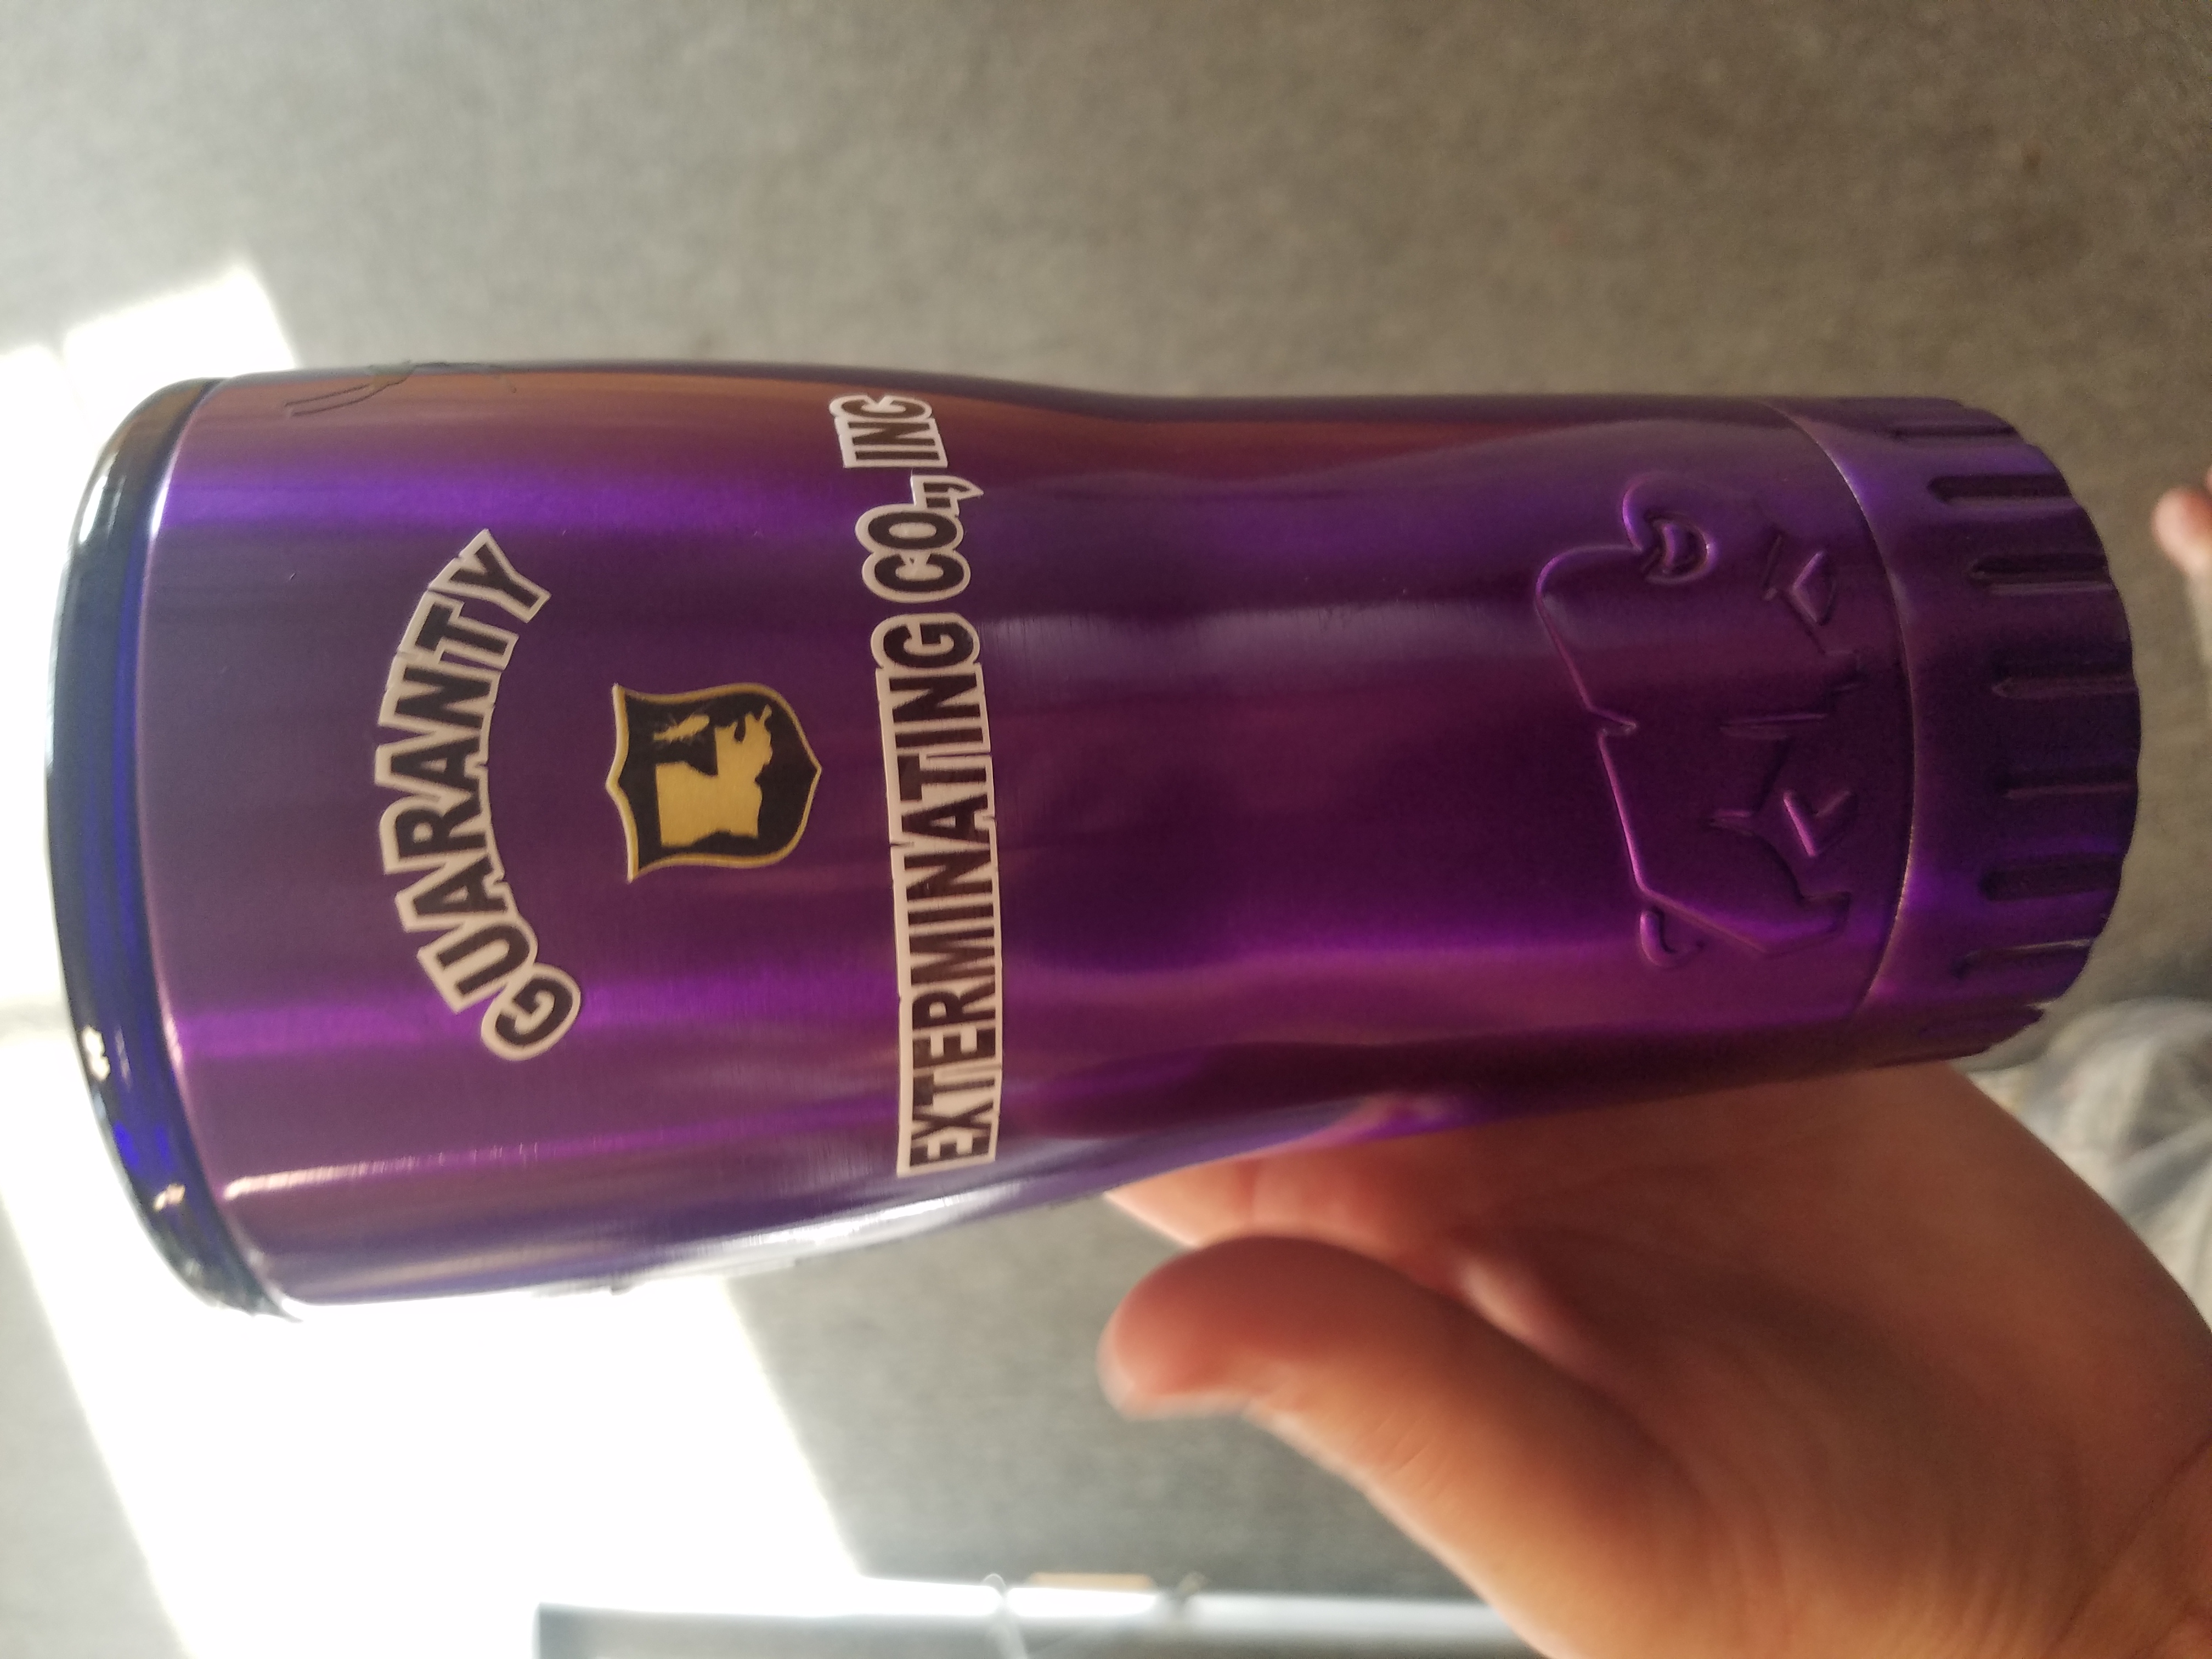 GUARANTY
EXTERMINATING CO., INC